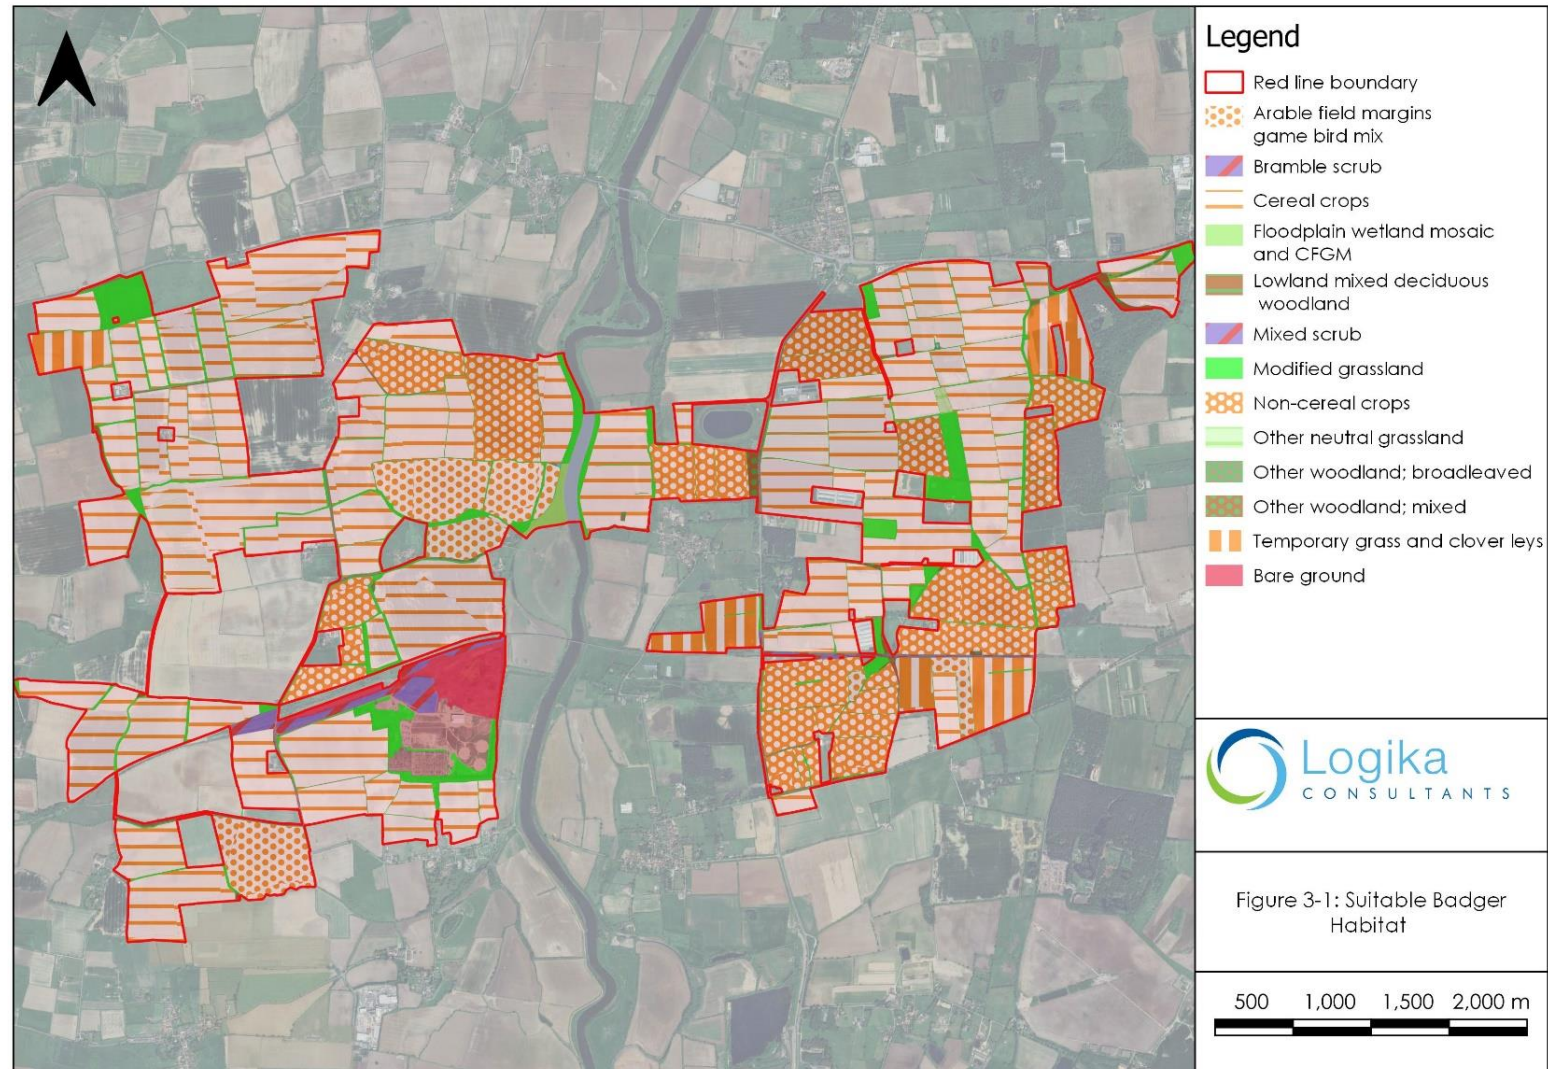 Legend
Red line boundary
Arable field margins
game bird mix
Bramble scrub
Cereal crops
Floodplain wetland mosaic
and CFGM
Lowland mixed deciduous
woodland
Mixed scrub
Modified grassland
Non-cereal crops
Other neutral grassland
Other woodland; broadleaved
Other woodland; mixed
Temporary grass and clover leys
Bare ground
Logika
CONSULTANTS
Figure 3-1: Suitable Badger
Habitat
500 1,000 1,500 2,000 m